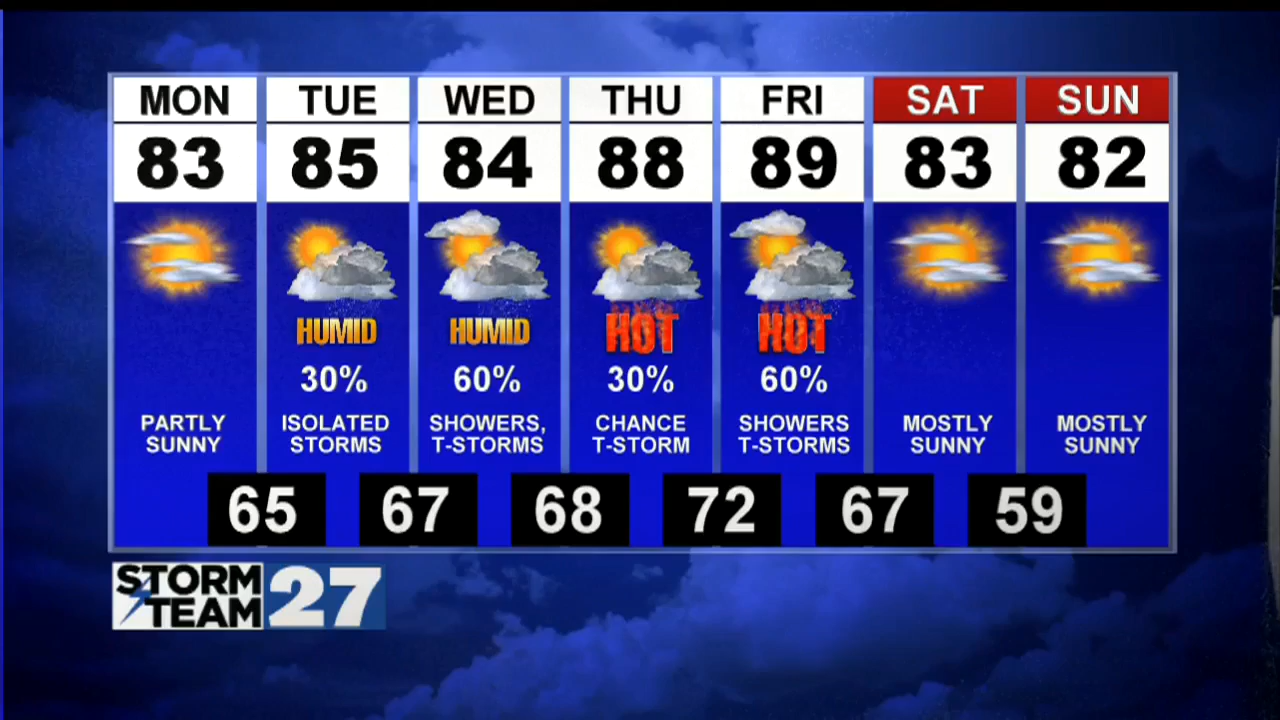 MON TUE WED THU FRI SAT SUN
83 85 84 88 89 83 82
HUMID HUMID HOT HOT
30% 60% 30% 60%
PARTLY ISOLATED SHOWERS, CHANCE SHOWERS MOSTLY MOSTLY
SUNNY STORMS T-STORMS T-STORM T-STORMS SUNNY SUNNY
65 67 68 72 67 59
STORM
TEAM
27